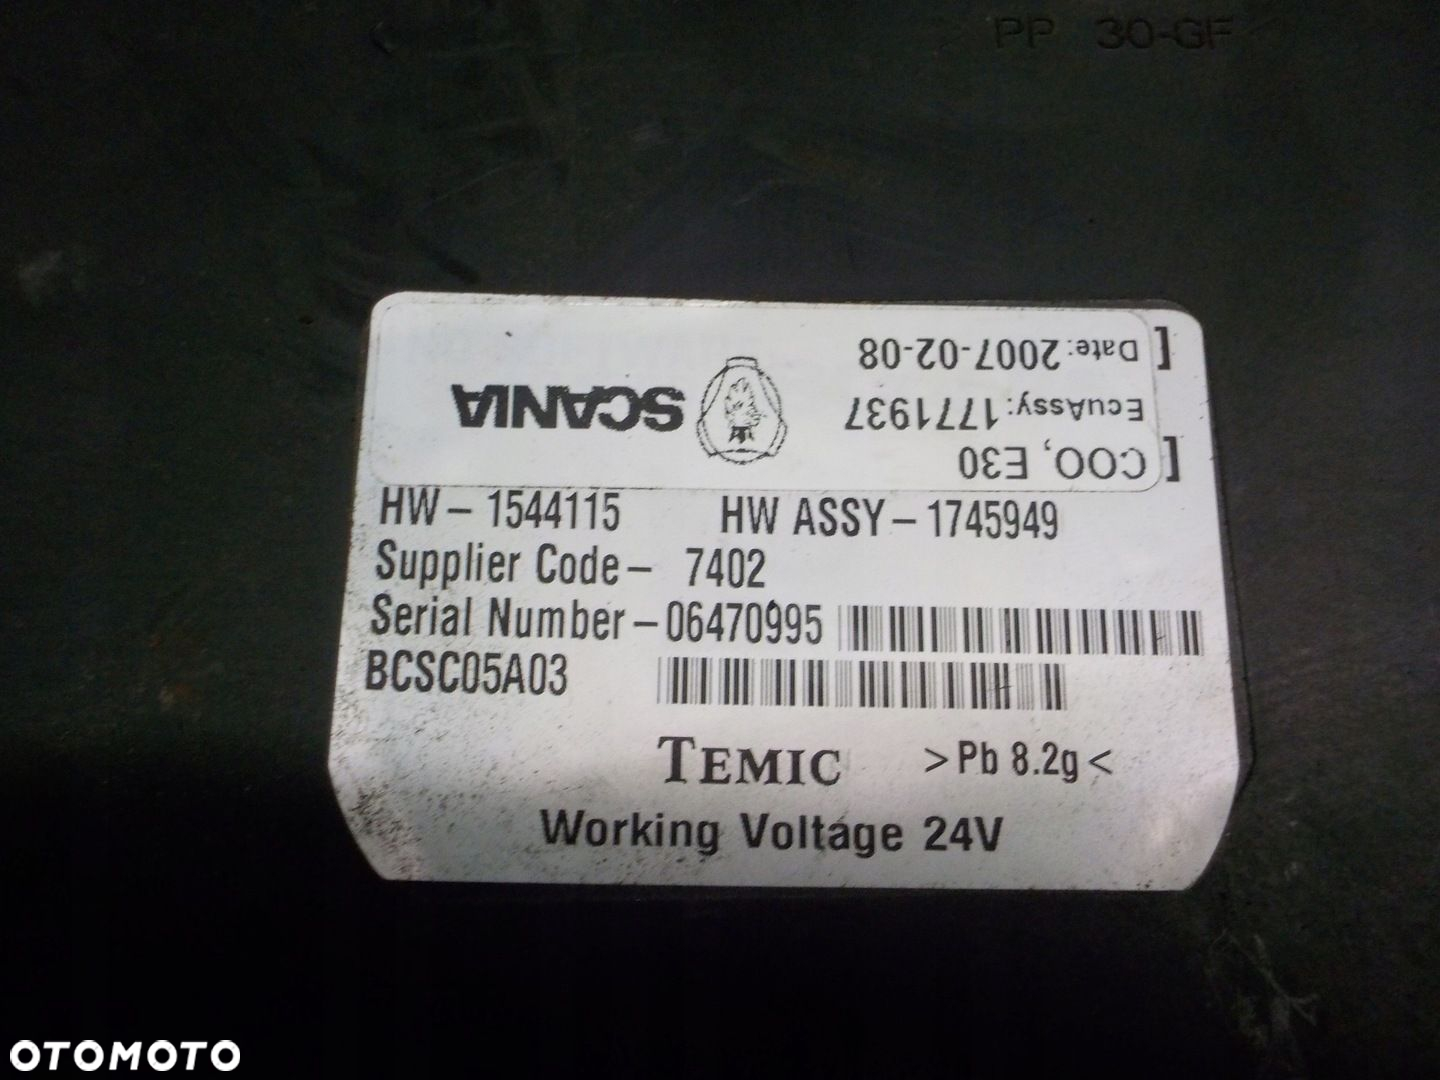 PP 30-GF
[ COO, E30
EcuAssy: 1771937
[ Date: 2007-02-08
SCANIA
HW – 1544115 HW ASSY – 1745949
Supplier Code – 7402
Serial Number – 06470995
BCSC05A03
TEMIC >Pb 8.2g<
Working Voltage 24V
OTOMOTO